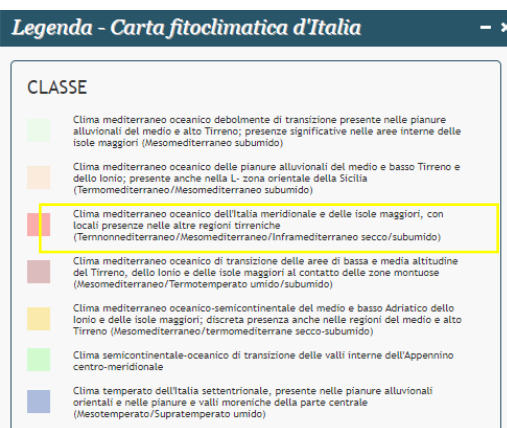 Legenda - Carta fitoclimatica d'Italia
CLASSE
Clima mediterraneo oceanico debolmente di transizione presente nelle pianure
alluvionali del medio e alto Tirreno; presenze significative nelle aree interne delle
isole maggiori (Mesomediterraneo subumido)
Clima mediterraneo oceanico delle pianure alluvionali del medio e basso Tirreno e
dello Ionio; presente anche nella L- zona orientale della Sicilia
(Termomediterraneo/Mesomediterraneo subumido)
Clima mediterraneo oceanico dell'Italia meridionale e delle isole maggiori, con
locali presenze nelle altre regioni tirreniche
(Ternnonnediterraneo/Mesomediterraneo/Inframediterraneo secco/subumido)
Clima mediterraneo oceanico di transizione delle aree di bassa e media altitudine
del Tirreno, dello Ionio e delle isole maggiori al contatto delle zone montuose
(Mesomediterraneo/Termotemperato umido/subumido)
Clima mediterraneo oceanico-semicontinentale del medio e basso Adriatico dello
Ionio e delle isole maggiori; discreta presenza anche nelle regioni del medio e alto
Tirreno (Mesomediterraneo/termomediterrane secco-subumido)
Clima semicontinentale-oceanico di transizione delle valli interne dell'Appennino
centro-meridionale
Clima temperato dell'Italia settentrionale, presente nelle pianure alluvionali
orientali e nelle pianure e valli moreniche della parte centrale
(Mesotemperato/Supratemperato umido)